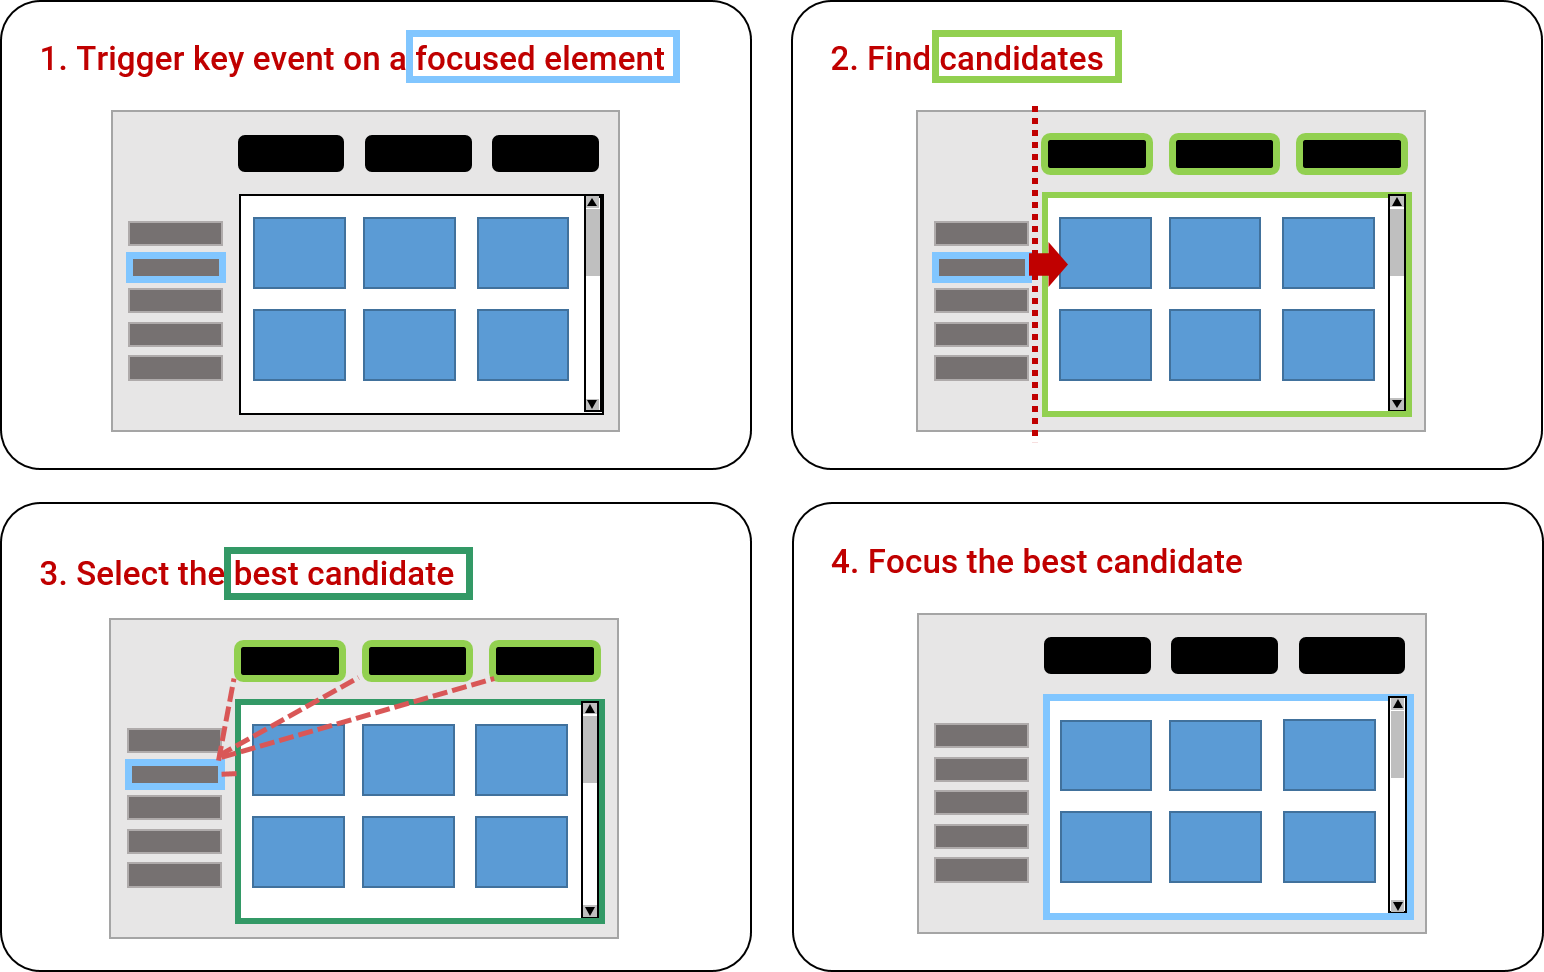 1. Trigger key event on a focused element
2. Find candidates
3. Select the best candidate
4. Focus the best candidate